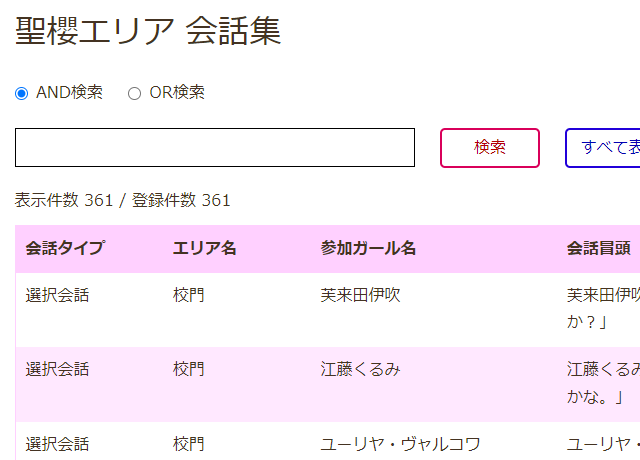 聖櫻エリア 会話集
AND検索 OR検索
検索 すべて表
表示件数 361 / 登録件数 361
会話タイプ エリア名 参加ガール名 会話冒頭
選択会話 校門 芙来田伊吹 芙来田伊吹
か？」
選択会話 校門 江藤くるみ 江藤くるみ
かな。」
選択会話 校門 ユーリヤ・ヴャルコワ ユーリヤ・